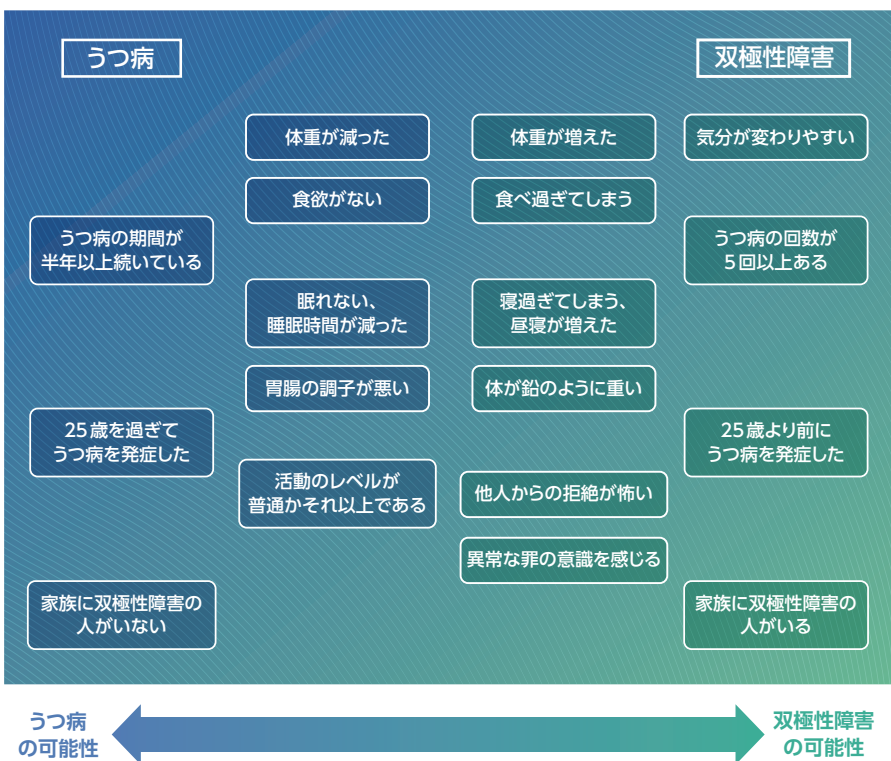 うつ病
双極性障害
体重が減った
体重が増えた
気分が変わりやすい
食欲がない
食べ過ぎてしまう
うつ病の期間が
半年以上続いている
うつ病の回数が
5回以上ある
眠れない、
睡眠時間が減った
寝過ぎてしまう、
昼寝が増えた
胃腸の調子が悪い
体が鉛のように重い
25歳を過ぎて
うつ病を発症した
25歳より前に
うつ病を発症した
活動のレベルが
普通かそれ以上である
他人からの拒絶が怖い
異常な罪の意識を感じる
家族に双極性障害の
人がいない
家族に双極性障害の
人がいる
うつ病
の可能性
双極性障害
の可能性